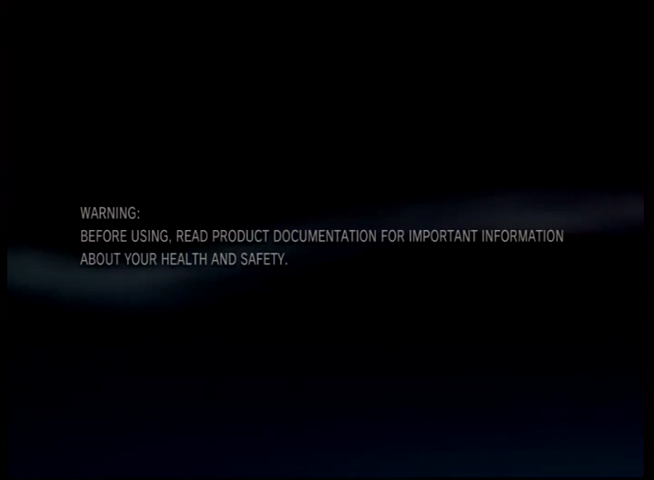 WARNING:
BEFORE USING, READ PRODUCT DOCUMENTATION FOR IMPORTANT INFORMATION
ABOUT YOUR HEALTH AND SAFETY.